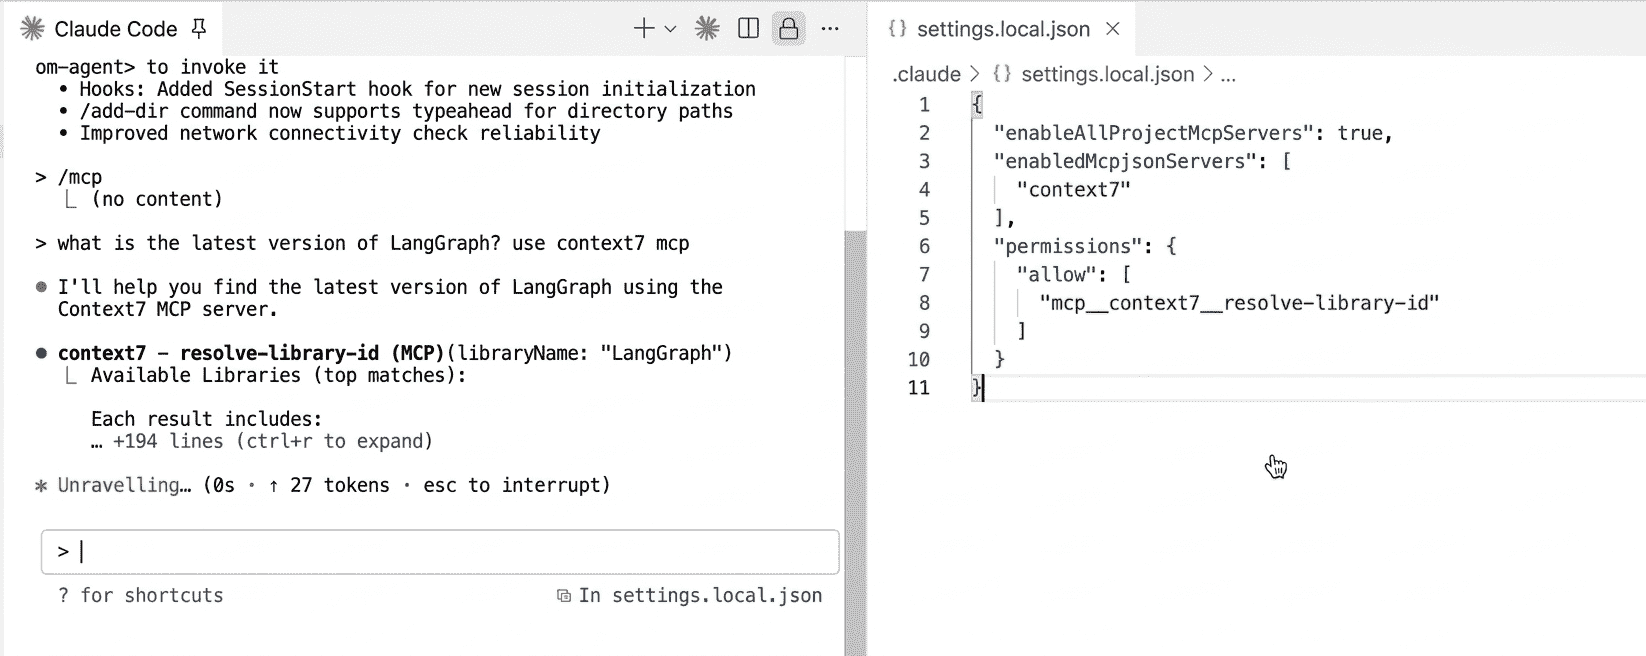 Claude Code
om-agent> to invoke it
• Hooks: Added SessionStart hook for new session initialization
• /add-dir command now supports typeahead for directory paths
• Improved network connectivity check reliability
> /mcp
⎿ (no content)
> what is the latest version of LangGraph? use context7 mcp
● I'll help you find the latest version of LangGraph using the
Context7 MCP server.
● context7 - resolve-library-id (MCP)(libraryName: "LangGraph")
⎿ Available Libraries (top matches):
Each result includes:
… +194 lines (ctrl+r to expand)
* Unravelling… (0s · ↑ 27 tokens · esc to interrupt)
>
? for shortcuts
In settings.local.json
{} settings.local.json
.claude > {} settings.local.json > ...
1 {
2 "enableAllProjectMcpServers": true,
3 "enabledMcpjsonServers": [
4 "context7"
5 ],
6 "permissions": {
7 "allow": [
8 "mcp__context7__resolve-library-id"
9 ]
10 }
11 }